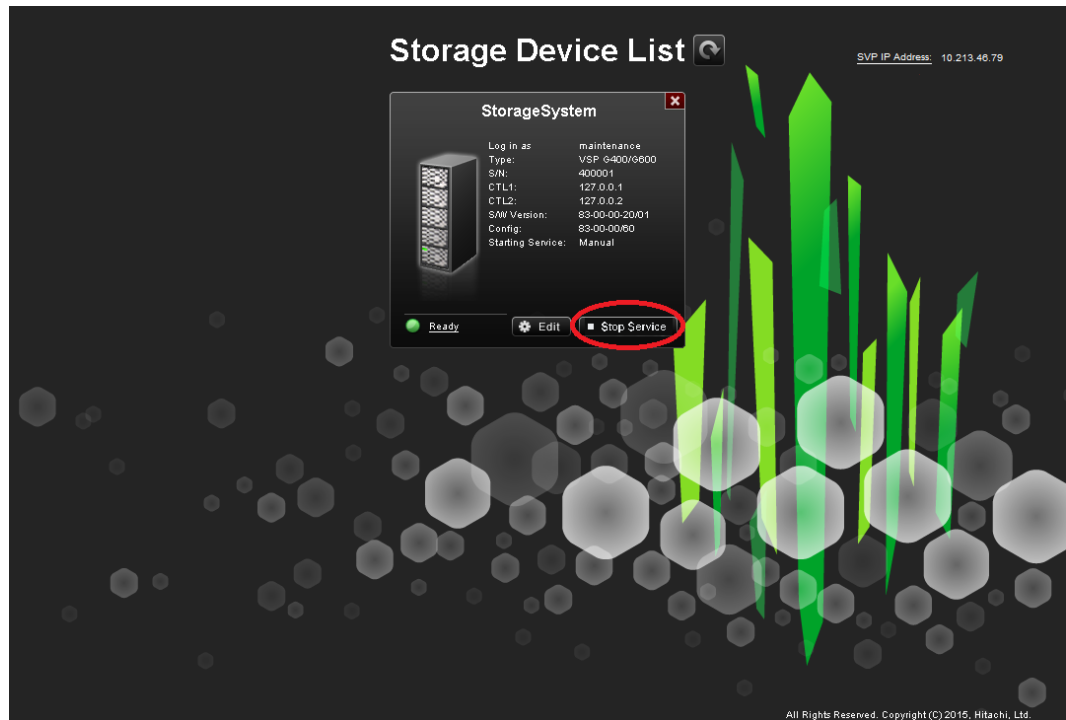 Storage Device List
SVP IP Address: 10.213.46.79
StorageSystem
Log in as maintenance
Type: VSP G400/G600
S/N: 400001
CTL1: 127.0.0.1
CTL2: 127.0.0.2
S/W Version: 83-00-00-20/01
Config: 83-00-00/60
Starting Service: Manual
Ready Edit Stop Service
All Rights Reserved. Copyright (C) 2015, Hitachi, Ltd.